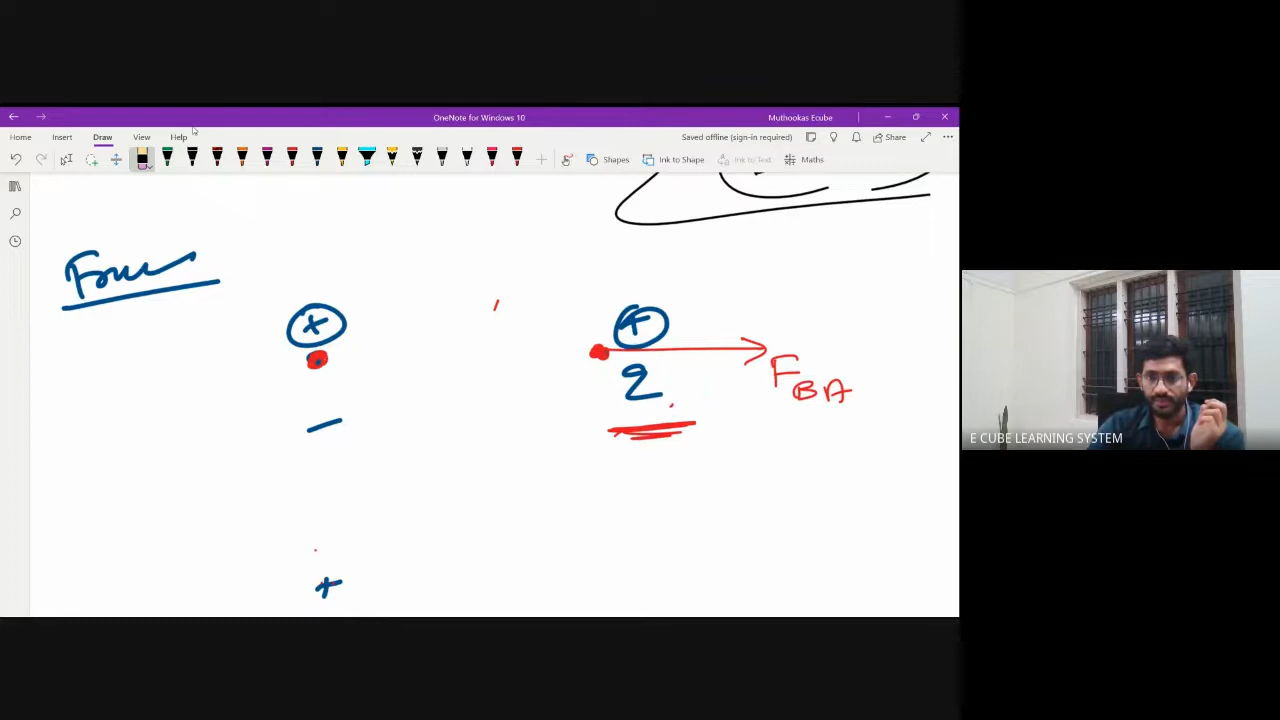 OneNote for Windows 10
Muthookas Ecube
Home Insert Draw View Help
Saved offline (sign-in required)
Share
Shapes
Ink to Shape
Ink to Text
Maths
+ +
2
F BA
−
+
E CUBE LEARNING SYSTEM